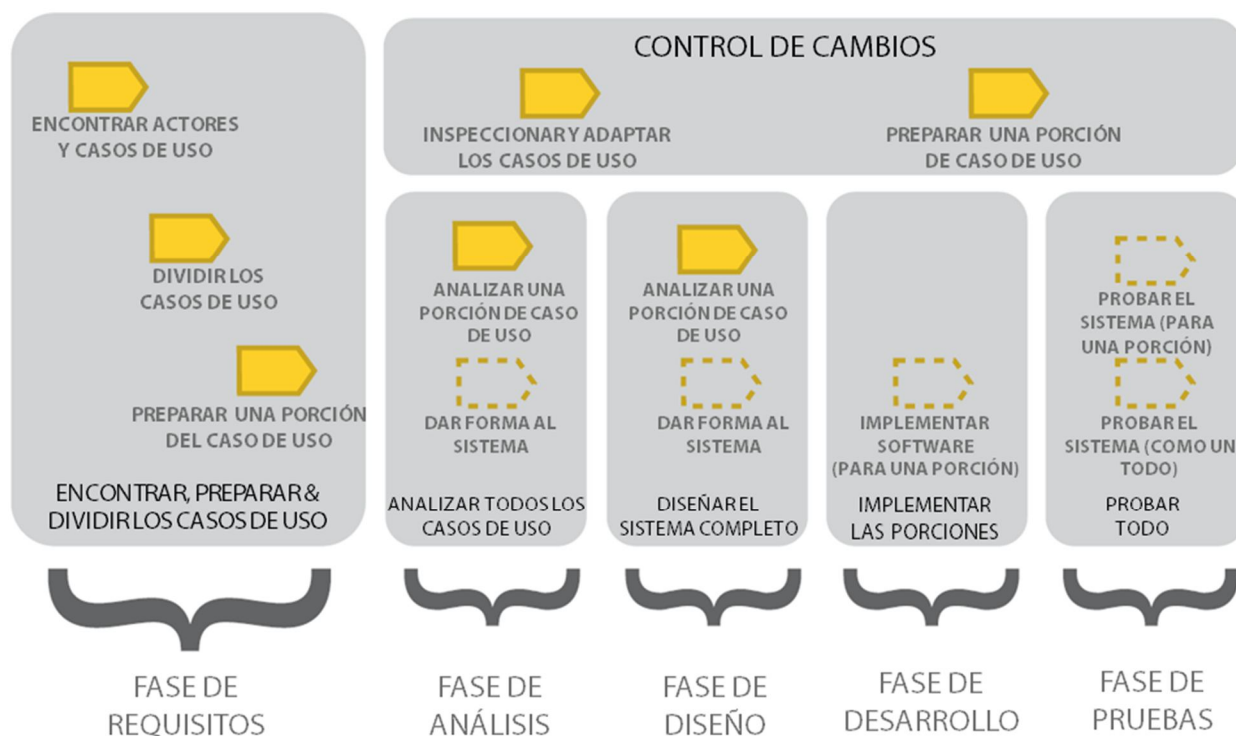 CONTROL DE CAMBIOS
ENCONTRAR ACTORES
Y CASOS DE USO
INSPECCIONAR Y ADAPTAR
LOS CASOS DE USO
PREPARAR UNA PORCIÓN
DE CASO DE USO
DIVIDIR LOS
CASOS DE USO
PREPARAR UNA PORCIÓN
DEL CASO DE USO
ENCONTRAR, PREPARAR &
DIVIDIR LOS CASOS DE USO
ANALIZAR UNA
PORCIÓN DE CASO
DE USO
DAR FORMA AL
SISTEMA
ANALIZAR TODOS LOS
CASOS DE USO
ANALIZAR UNA
PORCIÓN DE CASO
DE USO
DAR FORMA AL
SISTEMA
DISEÑAR EL
SISTEMA COMPLETO
IMPLEMENTAR
SOFTWARE
(PARA UNA PORCIÓN)
IMPLEMENTAR
LAS PORCIONES
PROBAR EL
SISTEMA (PARA
UNA PORCIÓN)
PROBAR EL
SISTEMA (COMO UN
TODO)
PROBAR
TODO
FASE DE
REQUISITOS
FASE DE
ANÁLISIS
FASE DE
DISEÑO
FASE DE
DESARROLLO
FASE DE
PRUEBAS